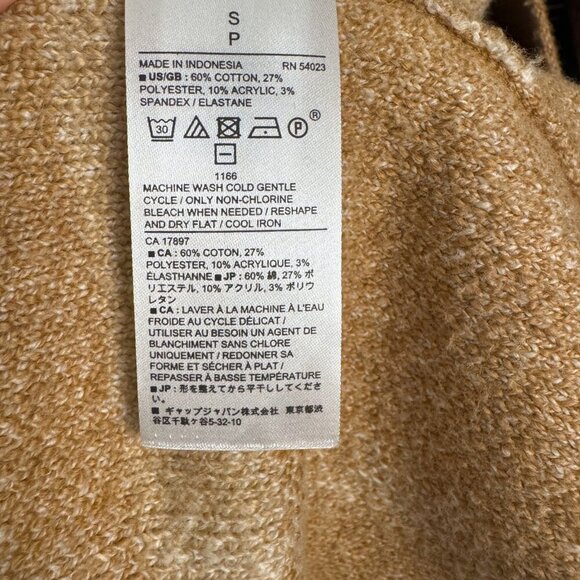 S
P
MADE IN INDONESIA RN 54023
■ US/GB : 60% COTTON, 27%
POLYESTER, 10% ACRYLIC, 3%
SPANDEX / ELASTANE
30 P ®
1166
MACHINE WASH COLD GENTLE
CYCLE / ONLY NON-CHLORINE
BLEACH WHEN NEEDED / RESHAPE
AND DRY FLAT / COOL IRON
CA 17897
■ CA : 60% COTON, 27%
POLYESTER, 10% ACRYLIQUE, 3%
ÉLASTHANNE ■ JP : 60% 綿, 27% ポ
リエステル, 10% アクリル, 3% ポリウ
レタン
■ CA : LAVER À LA MACHINE À L'EAU
FROIDE AU CYCLE DÉLICAT /
UTILISER AU BESOIN UN AGENT DE
BLANCHIMENT SANS CHLORE
UNIQUEMENT / REDONNER SA
FORME ET SÉCHER À PLAT /
REPASSER À BASSE TEMPÉRATURE
■ JP : 形を整えてから平干ししてくださ
い。
■ ギャップジャパン株式会社 東京都渋
谷区千駄ヶ谷5-32-10